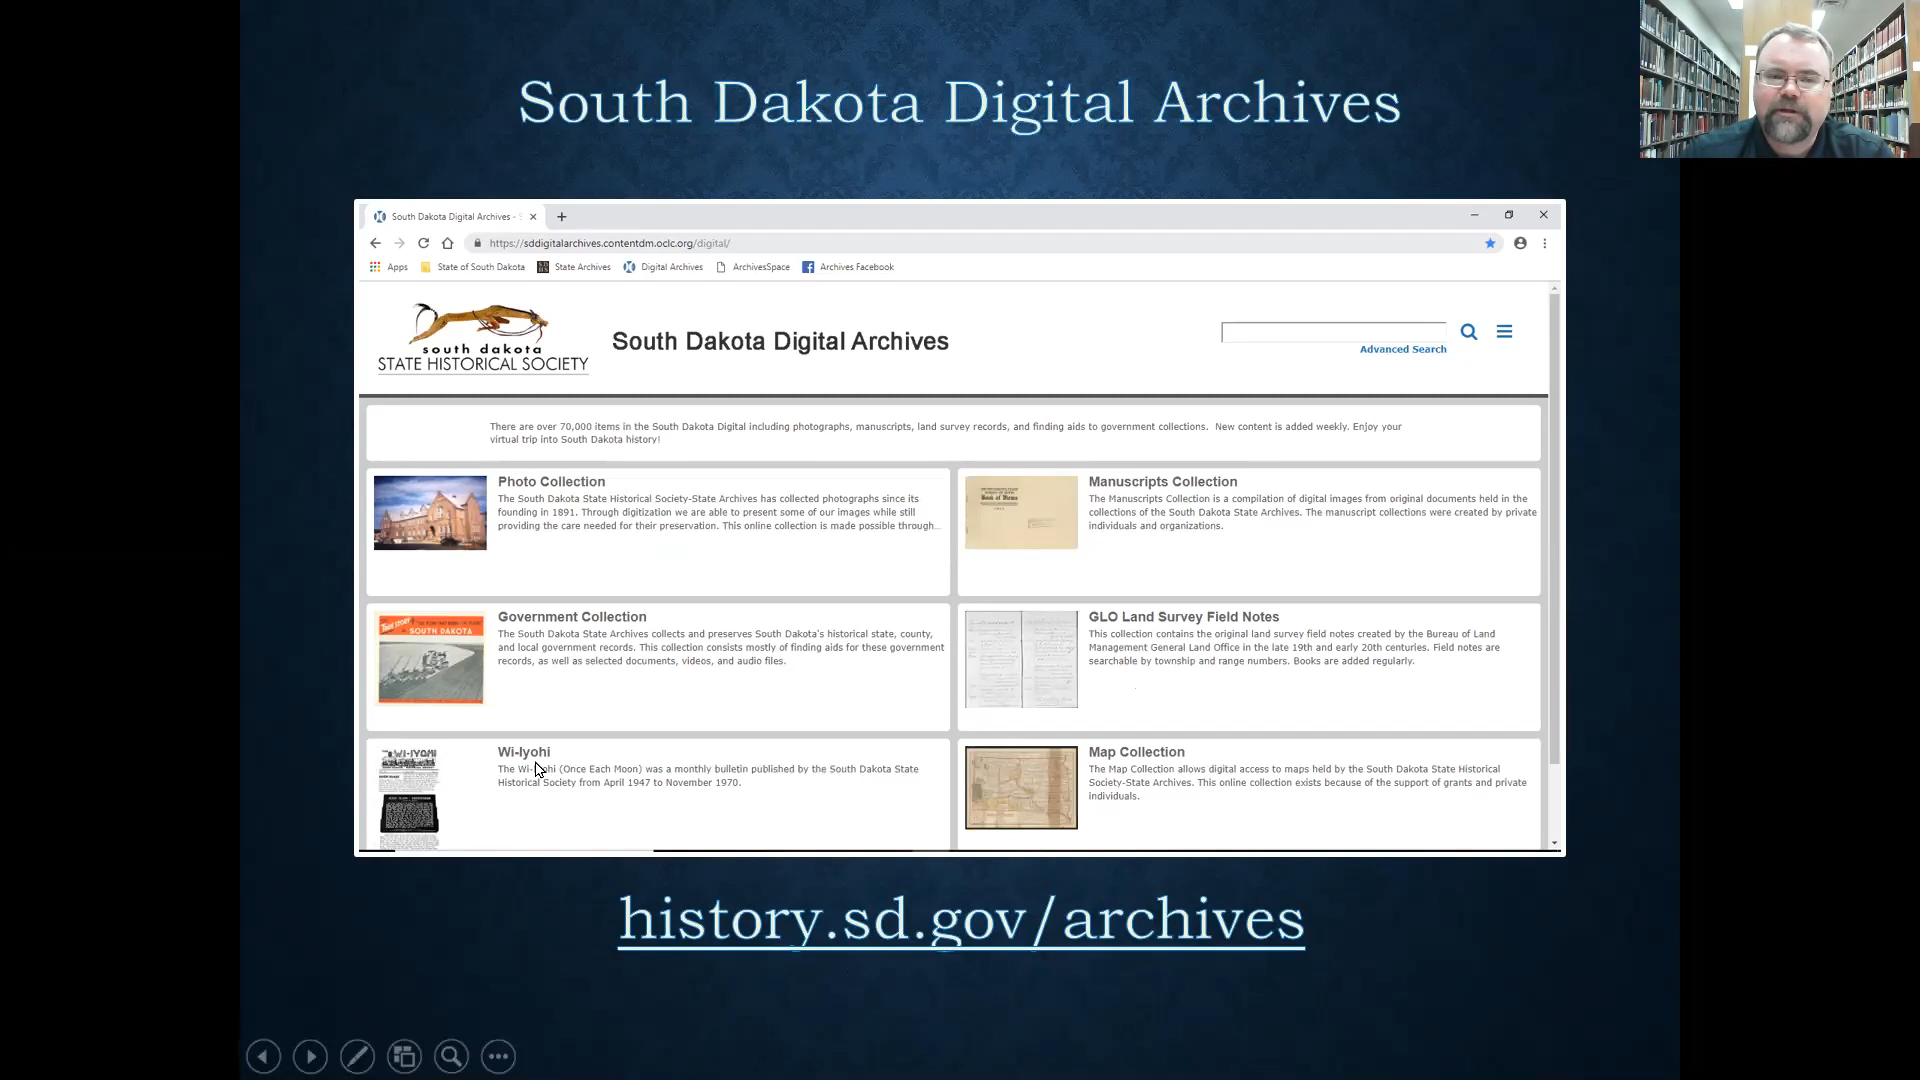 South Dakota Digital Archives
South Dakota Digital Archives -
https://sddigitalarchives.contentdm.oclc.org/digital/
Apps State of South Dakota State Archives Digital Archives ArchivesSpace Archives Facebook
south dakota
STATE HISTORICAL SOCIETY
South Dakota Digital Archives
Advanced Search
There are over 70,000 items in the South Dakota Digital including photographs, manuscripts, land survey records, and finding aids to government collections. New content is added weekly. Enjoy your
virtual trip into South Dakota history!
Photo Collection
The South Dakota State Historical Society-State Archives has collected photographs since its
founding in 1891. Through digitization we are able to present some of our images while still
providing the care needed for their preservation. This online collection is made possible through...
Book of Views
Manuscripts Collection
The Manuscripts Collection is a compilation of digital images from original documents held in the
collections of the South Dakota State Archives. The manuscript collections were created by private
individuals and organizations.
TRUE STORY
SOUTH DAKOTA
Government Collection
The South Dakota State Archives collects and preserves South Dakota's historical state, county,
and local government records. This collection consists mostly of finding aids for these government
records, as well as selected documents, videos, and audio files.
GLO Land Survey Field Notes
This collection contains the original land survey field notes created by the Bureau of Land
Management General Land Office in the late 19th and early 20th centuries. Field notes are
searchable by township and range numbers. Books are added regularly.
WI-IYOHI
Wi-Iyohi
The Wi-Iyohi (Once Each Moon) was a monthly bulletin published by the South Dakota State
Historical Society from April 1947 to November 1970.
Map Collection
The Map Collection allows digital access to maps held by the South Dakota State Historical
Society-State Archives. This online collection exists because of the support of grants and private
individuals.
history.sd.gov/archives